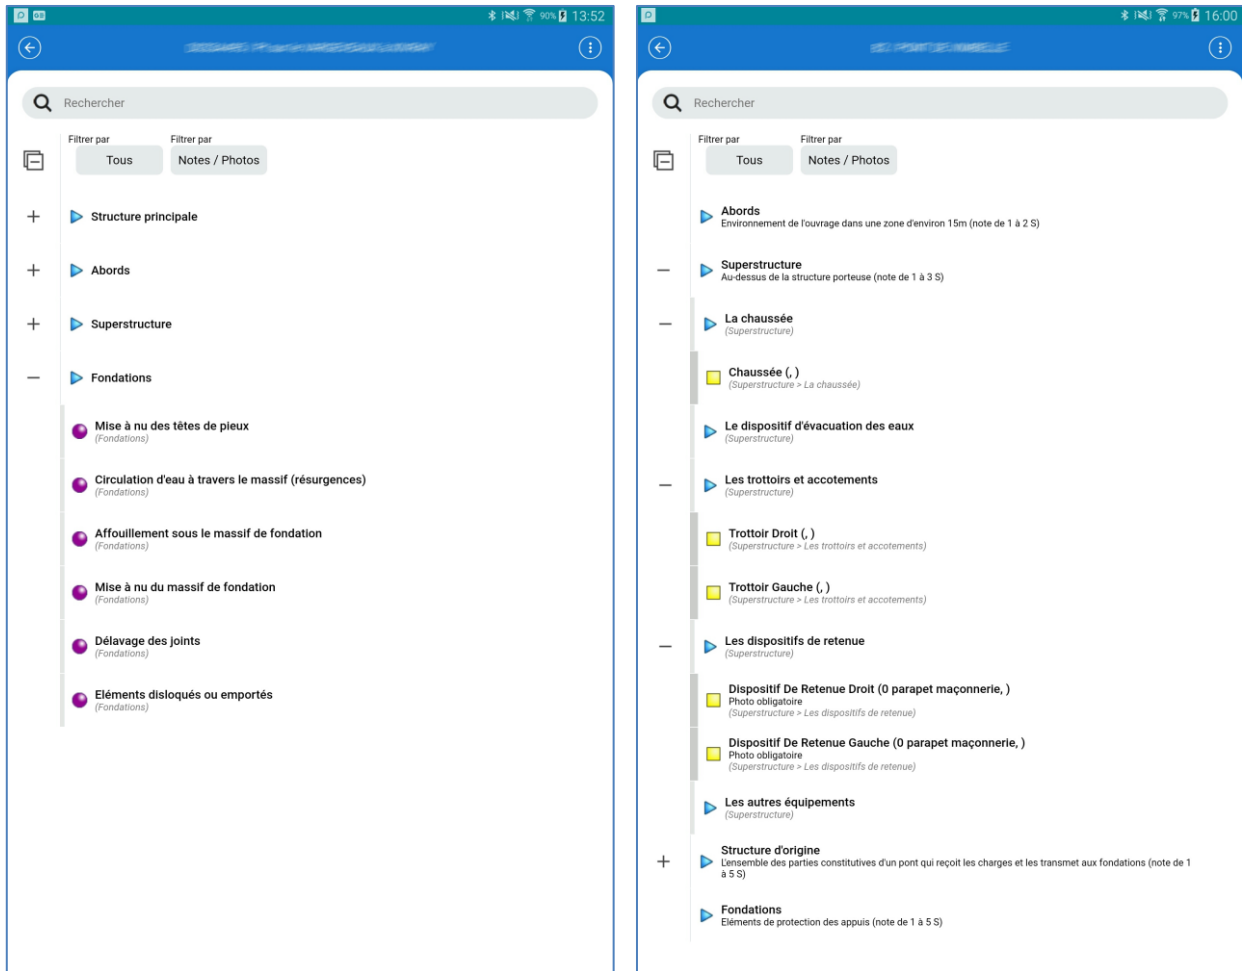 GB
90% 13:52
Rechercher
Filtrer par Filtrer par
Tous Notes / Photos
Structure principale
Abords
Superstructure
Fondations
Mise à nu des têtes de pieux
(Fondations)
Circulation d'eau à travers le massif (résurgences)
(Fondations)
Affouillement sous le massif de fondation
(Fondations)
Mise à nu du massif de fondation
(Fondations)
Délavage des joints
(Fondations)
Eléments disloqués ou emportés
(Fondations)
97% 16:00
Rechercher
Filtrer par Filtrer par
Tous Notes / Photos
Abords
Environnement de l'ouvrage dans une zone d'environ 15m (note de 1 à 2 S)
Superstructure
Au-dessus de la structure porteuse (note de 1 à 3 S)
La chaussée
(Superstructure)
Chaussée (, )
(Superstructure > La chaussée)
Le dispositif d'évacuation des eaux
(Superstructure)
Les trottoirs et accotements
(Superstructure)
Trottoir Droit (, )
(Superstructure > Les trottoirs et accotements)
Trottoir Gauche (, )
(Superstructure > Les trottoirs et accotements)
Les dispositifs de retenue
(Superstructure)
Dispositif De Retenue Droit (0 parapet maçonnerie, )
Photo obligatoire
(Superstructure > Les dispositifs de retenue)
Dispositif De Retenue Gauche (0 parapet maçonnerie, )
Photo obligatoire
(Superstructure > Les dispositifs de retenue)
Les autres équipements
(Superstructure)
Structure d'origine
L'ensemble des parties constitutives d'un pont qui reçoit les charges et les transmet aux fondations (note de 1
à 5 S)
Fondations
Eléments de protection des appuis (note de 1 à 5 S)